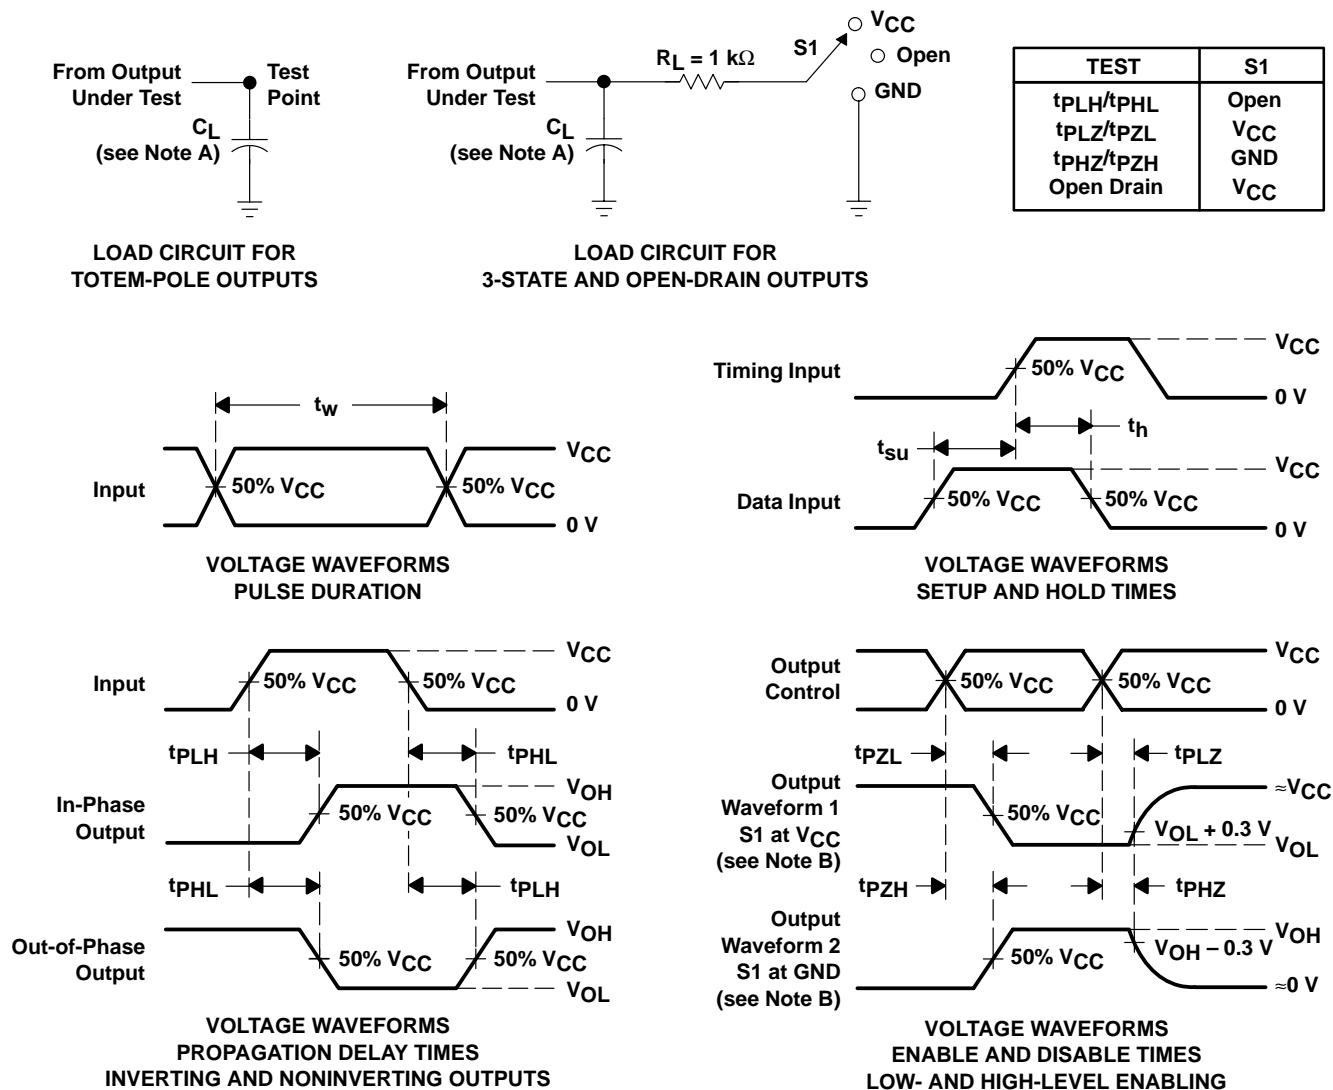 From Output
Under Test
Test
Point
CL
(see Note A)
LOAD CIRCUIT FOR
TOTEM-POLE OUTPUTS
From Output
Under Test
RL = 1 kΩ
S1
VCC
Open
GND
CL
(see Note A)
LOAD CIRCUIT FOR
3-STATE AND OPEN-DRAIN OUTPUTS
TEST S1
tPLH/tPHL Open
tPLZ/tPZL VCC
tPHZ/tPZH GND
Open Drain VCC
tw
Input
50% VCC
50% VCC
VCC
0 V
VOLTAGE WAVEFORMS
PULSE DURATION
Timing Input
50% VCC
VCC
0 V
tsu
th
Data Input
50% VCC
50% VCC
VCC
0 V
VOLTAGE WAVEFORMS
SETUP AND HOLD TIMES
Input
50% VCC
50% VCC
VCC
0 V
tPLH
tPHL
In-Phase
Output
50% VCC
50% VCC
VOH
VOL
tPHL
tPLH
Out-of-Phase
Output
50% VCC
50% VCC
VOH
VOL
VOLTAGE WAVEFORMS
PROPAGATION DELAY TIMES
INVERTING AND NONINVERTING OUTPUTS
Output
Control
50% VCC
50% VCC
VCC
0 V
tPZL
tPLZ
Output
Waveform 1
S1 at VCC
(see Note B)
50% VCC
VOL + 0.3 V
≈VCC
VOL
tPZH
tPHZ
Output
Waveform 2
S1 at GND
(see Note B)
50% VCC
VOH − 0.3 V
VOH
≈0 V
VOLTAGE WAVEFORMS
ENABLE AND DISABLE TIMES
LOW- AND HIGH-LEVEL ENABLING